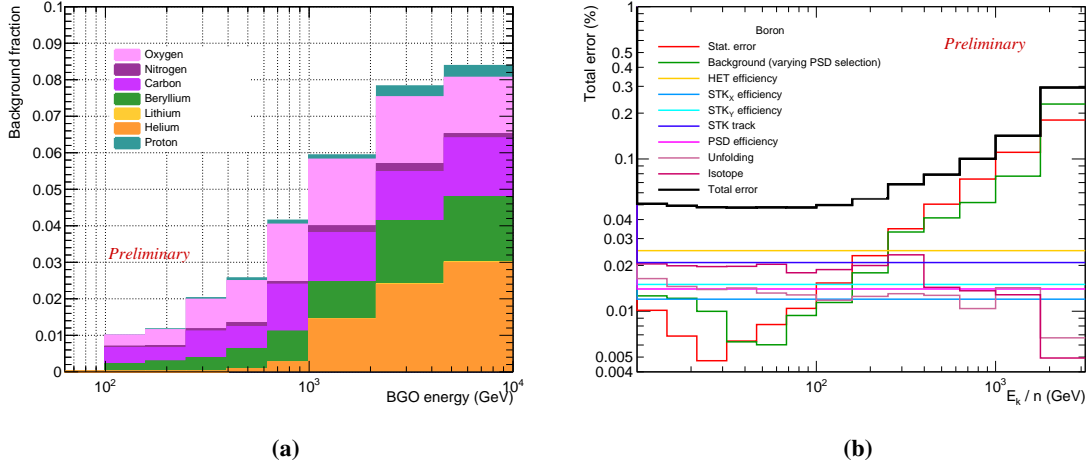 Background fraction
0.1
0.09
0.08
0.07
0.06
0.05
0.04
0.03
0.02
0.01
0
Oxygen
Nitrogen
Carbon
Beryllium
Lithium
Helium
Proton
Preliminary
10²
10³
10⁴
BGO energy (GeV)
(a)
Total error (%)
1
0.5
0.3
0.2
0.1
0.04
0.03
0.02
0.01
0.005
0.004
Boron
Stat. error
Background (varying PSD selection)
HET efficiency
STKX efficiency
STKY efficiency
STK track
PSD efficiency
Unfolding
Isotope
Total error
Preliminary
10²
10³
Ek / n (GeV)
(b)